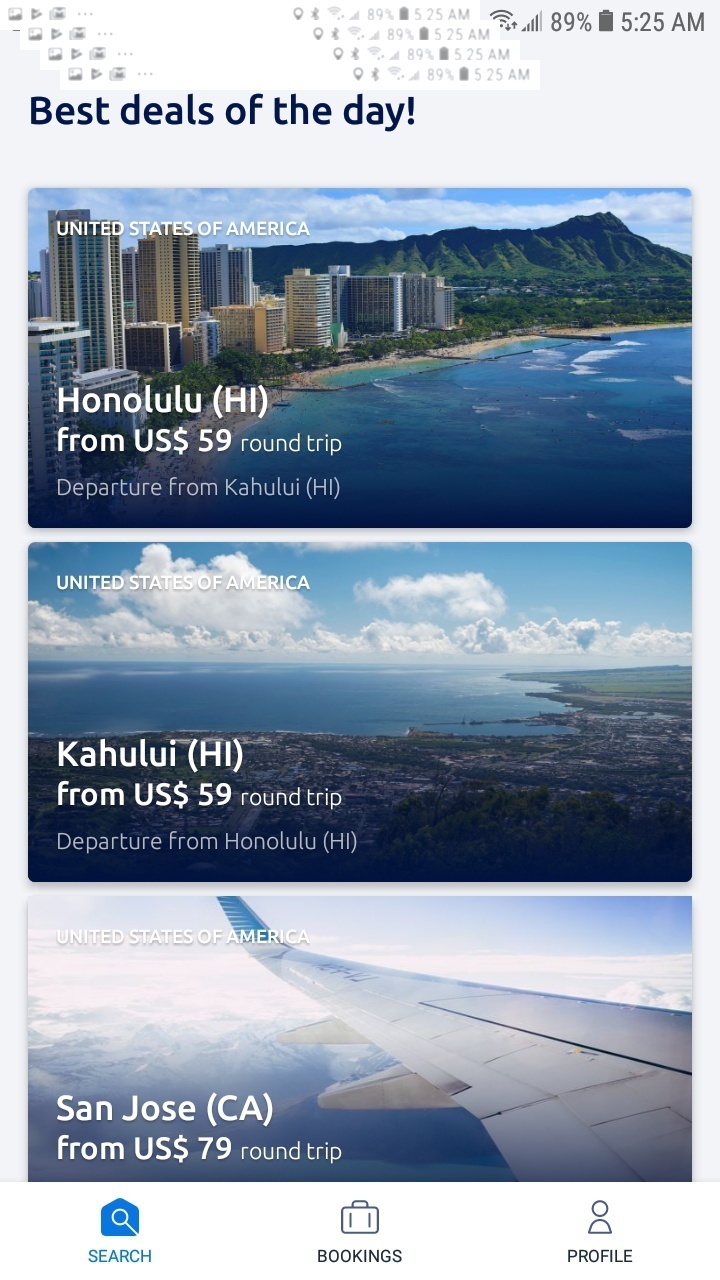 89% 5:25 AM
89% 5:25 AM
89% 5:25 AM
89% 5:25 AM
89% 5:25 AM
Best deals of the day!
UNITED STATES OF AMERICA
Honolulu (HI)
from US$ 59 round trip
Departure from Kahului (HI)
UNITED STATES OF AMERICA
Kahului (HI)
from US$ 59 round trip
Departure from Honolulu (HI)
UNITED STATES OF AMERICA
San Jose (CA)
from US$ 79 round trip
SEARCH BOOKINGS PROFILE